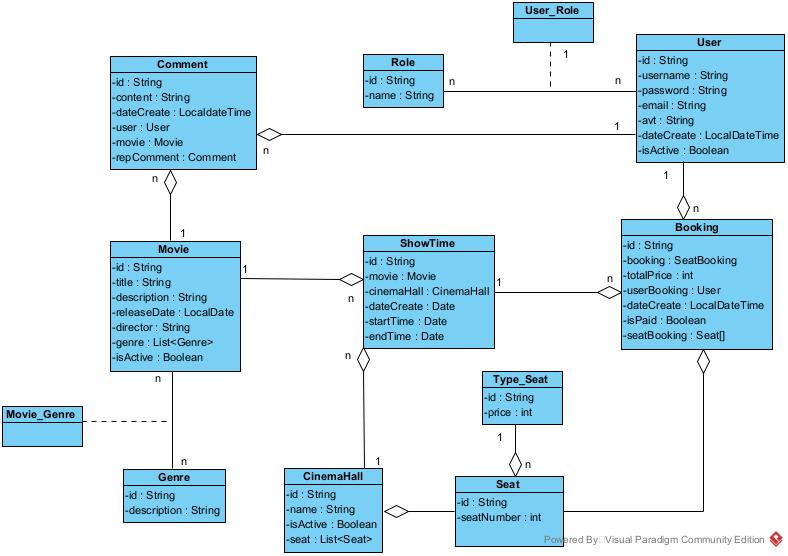 User_Role
1
User
-id : String
-username : String
-password : String
-email : String
-avt : String
-dateCreate : LocalDateTime
-isActive : Boolean
Role
-id : String
-name : String
n
n
Comment
-id : String
-content : String
-dateCreate : LocaldateTime
-user : User
-movie : Movie
-repComment : Comment
1
n
n
1
1
n
Movie
-id : String
-title : String
-description : String
-releaseDate : LocalDate
-director : String
-genre : List<Genre>
-isActive : Boolean
1
n
ShowTime
-id : String
-movie : Movie
-cinemaHall : CinemaHall
-dateCreate : Date
-startTime : Date
-endTime : Date
1
n
Booking
-id : String
-booking : SeatBooking
-totalPrice : int
-userBooking : User
-dateCreate : LocalDateTime
-isPaid : Boolean
-seatBooking : Seat[]
n
n
1
Movie_Genre
n
Genre
-id : String
-description : String
Type_Seat
-id : String
-price : int
1
n
CinemaHall
-id : String
-name : String
-isActive : Boolean
-seat : List<Seat>
Seat
-id : String
-seatNumber : int
Powered By Visual Paradigm Community Edition